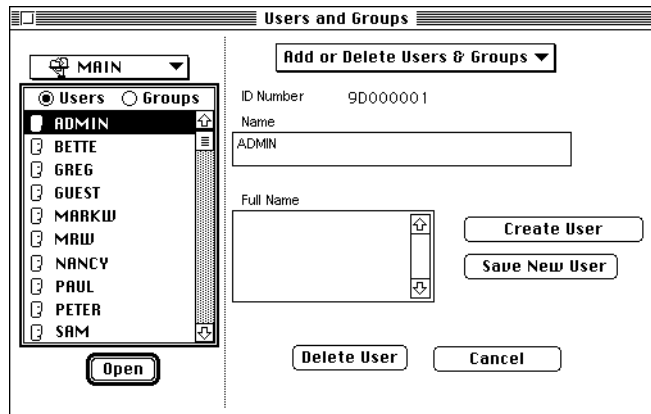 Users and Groups
MAIN
Users Groups
ADMIN
BETTE
GREG
GUEST
MARKW
MRW
NANCY
PAUL
PETER
SAM
Open
Add or Delete Users & Groups
ID Number 9D000001
Name
ADMIN
Full Name
Create User
Save New User
Delete User Cancel